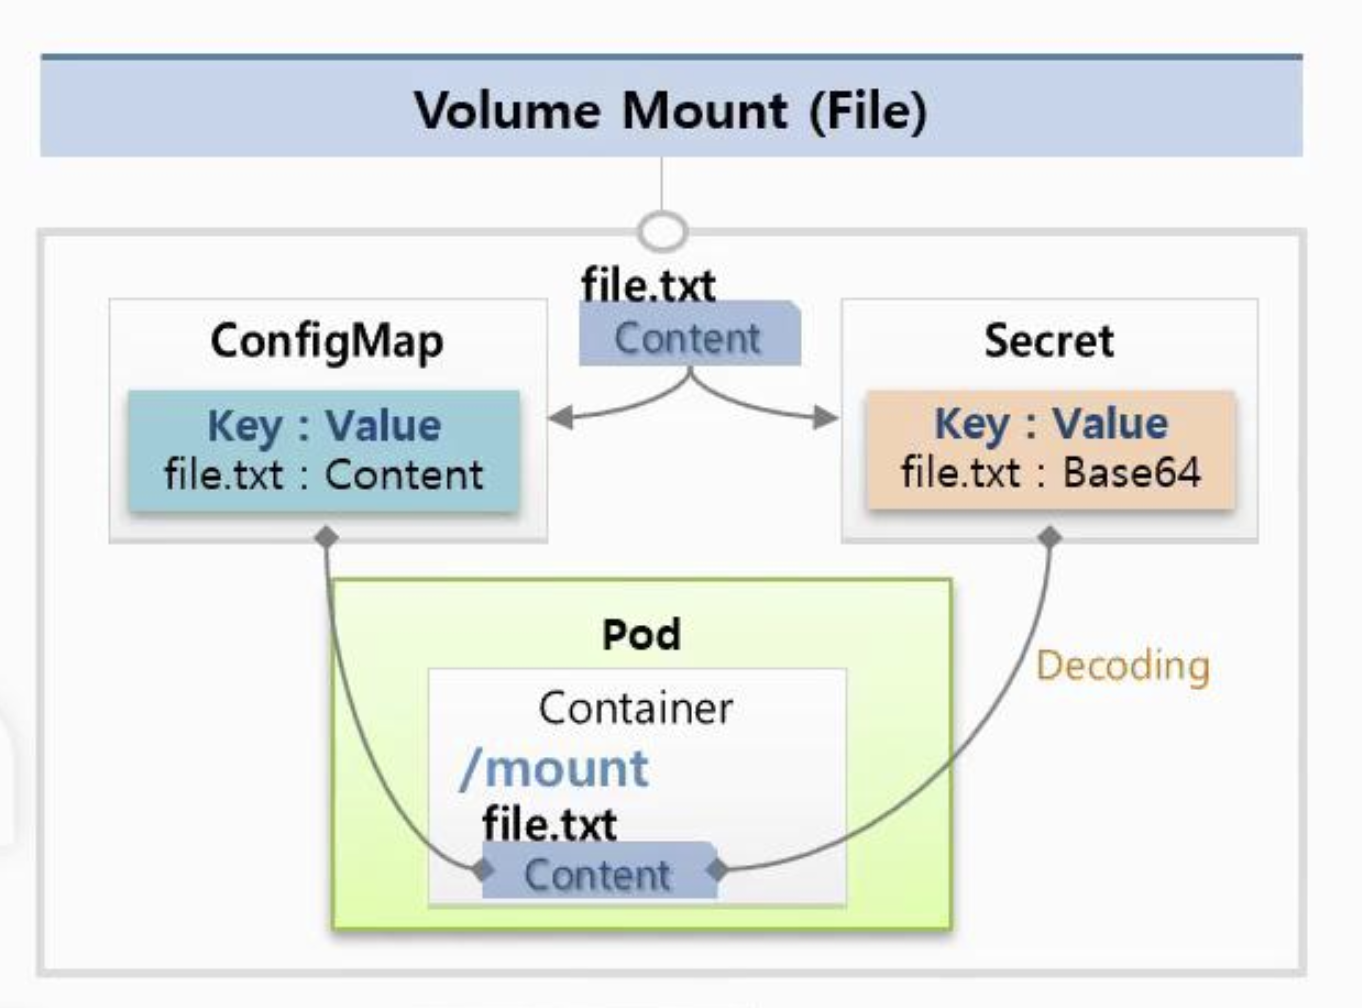 Volume Mount (File)
file.txt
Content
ConfigMap
Key : Value
file.txt : Content
Secret
Key : Value
file.txt : Base64
Pod
Container
/mount
file.txt
Content
Decoding